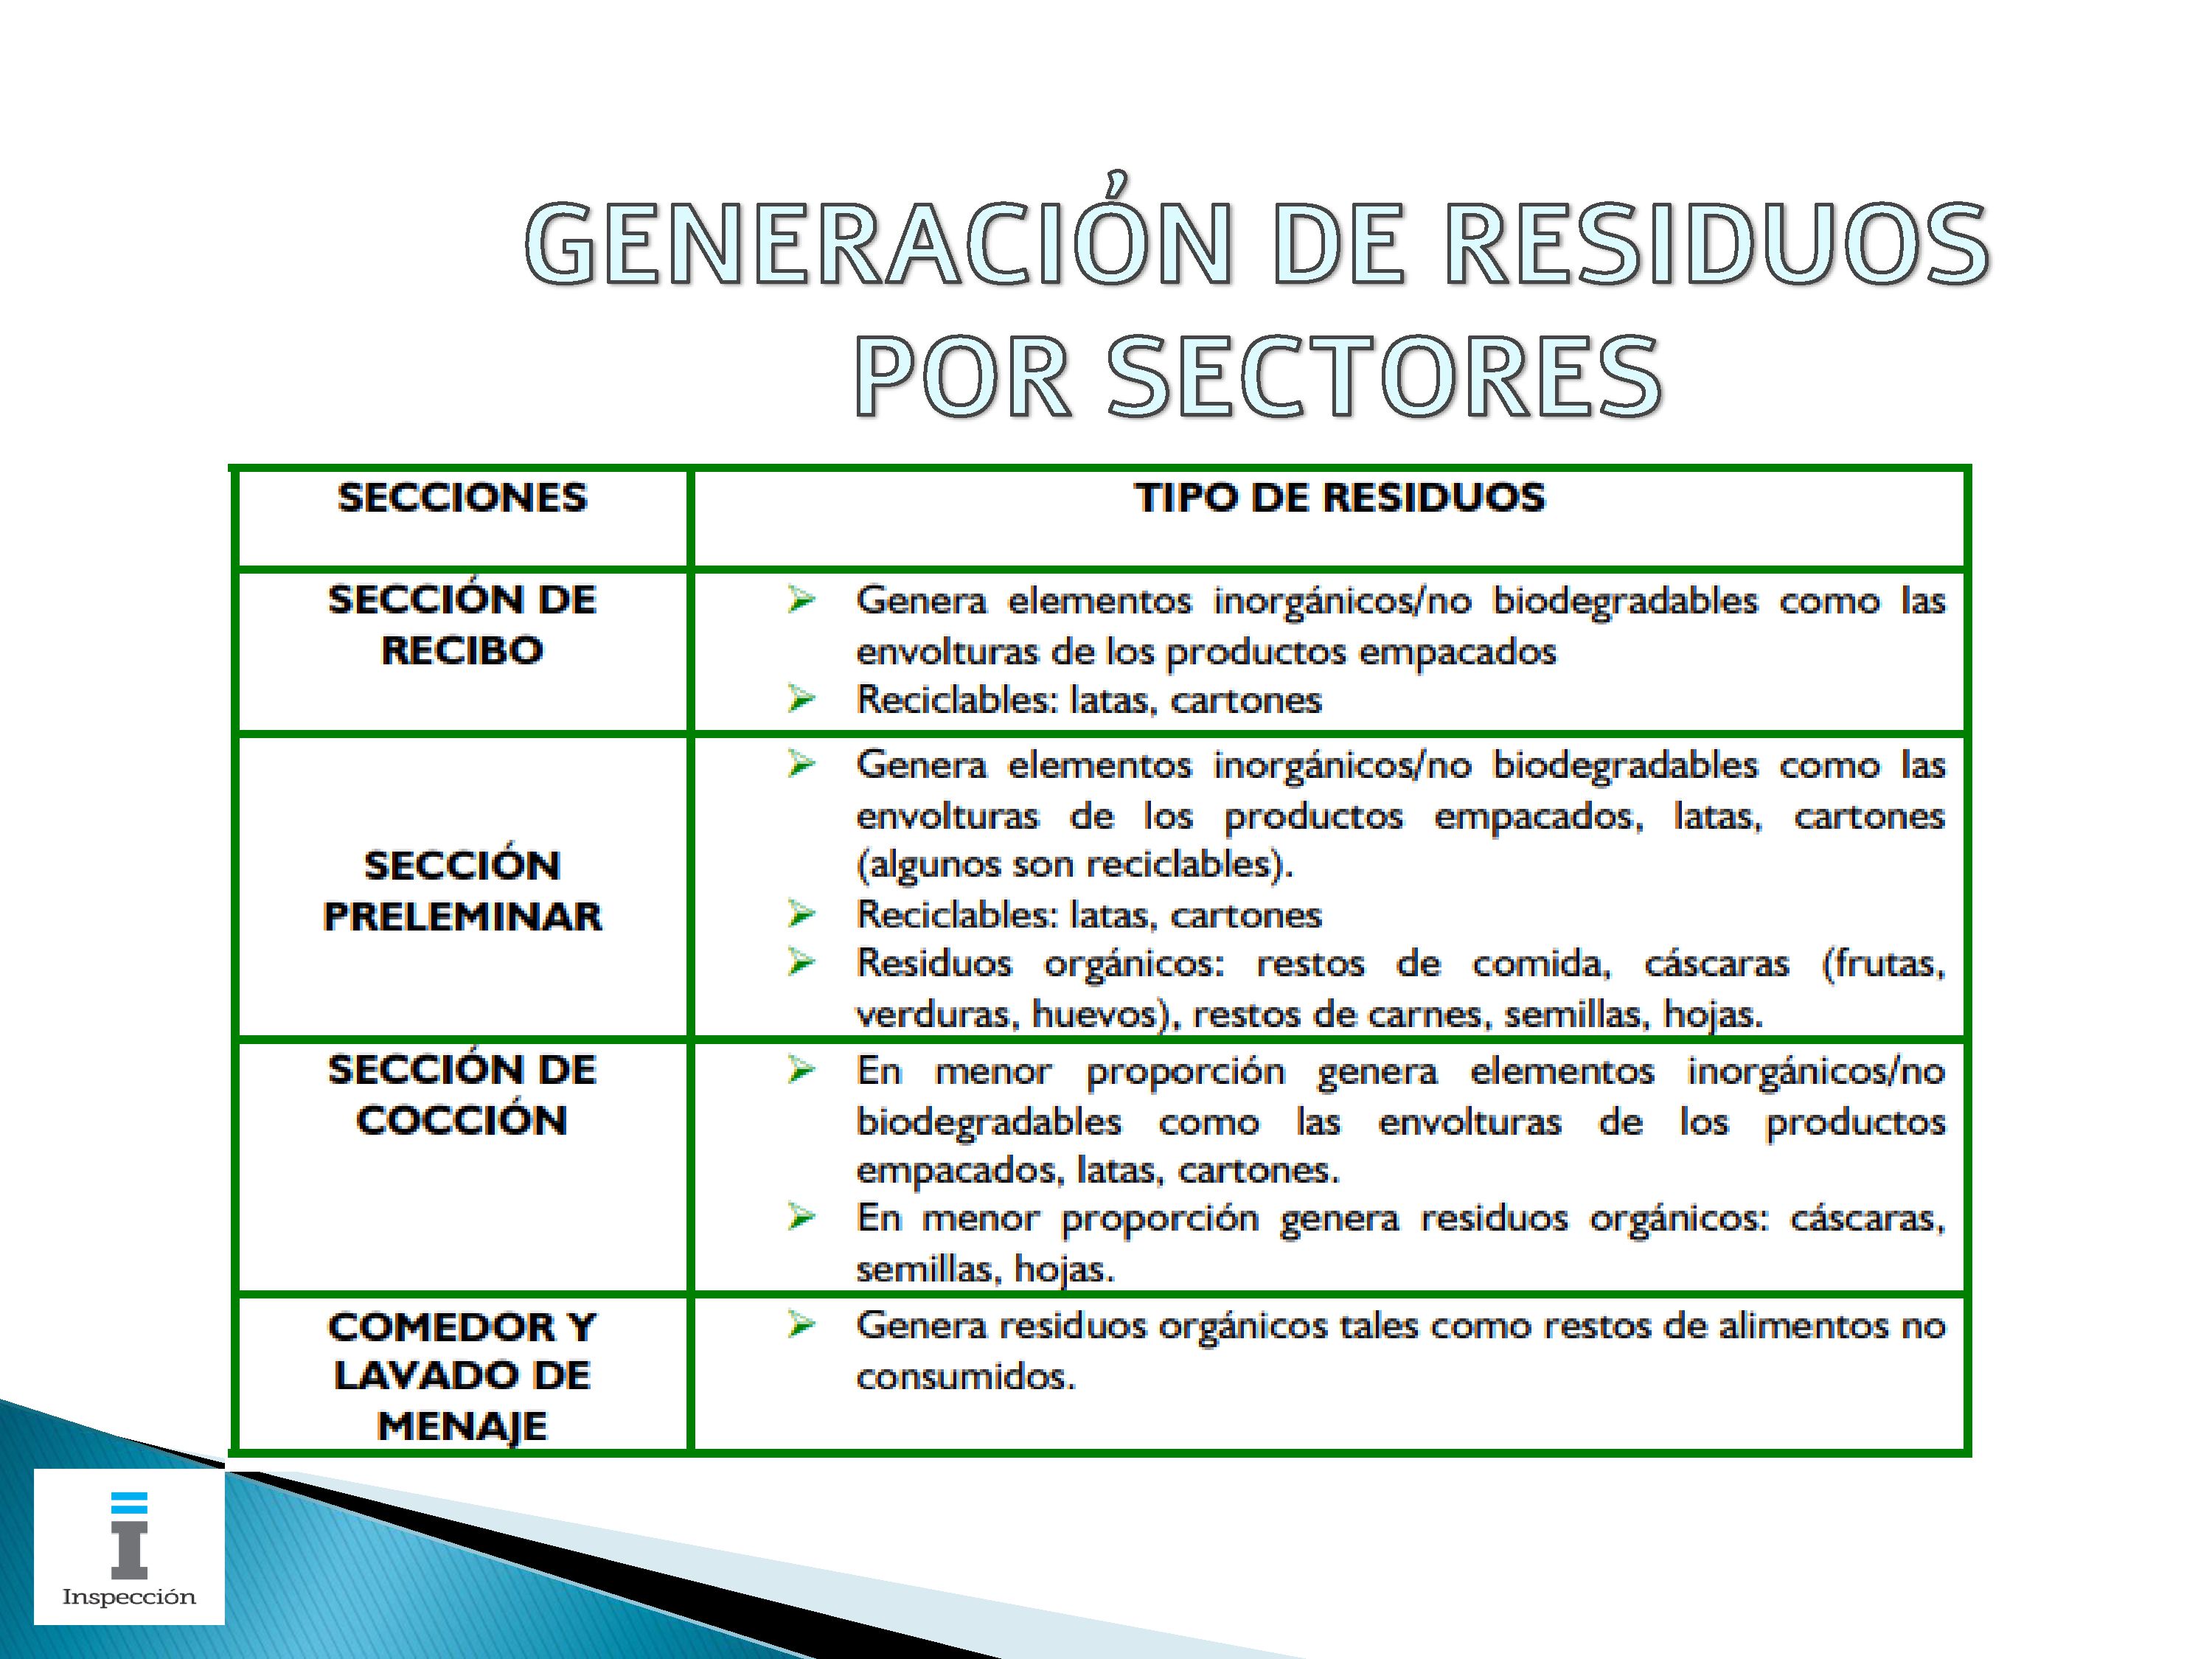 GENERACIÓN DE RESIDUOS
POR SECTORES
SECCIONES
TIPO DE RESIDUOS
SECCIÓN DE
RECIBO
Genera elementos inorgánicos/no biodegradables como las
envolturas de los productos empacados
Reciclables: latas, cartones
SECCIÓN
PRELEMINAR
Genera elementos inorgánicos/no biodegradables como las
envolturas de los productos empacados, latas, cartones
(algunos son reciclables).
Reciclables: latas, cartones
Residuos orgánicos: restos de comida, cáscaras (frutas,
verduras, huevos), restos de carnes, semillas, hojas.
SECCIÓN DE
COCCIÓN
En menor proporción genera elementos inorgánicos/no
biodegradables como las envolturas de los productos
empacados, latas, cartones.
En menor proporción genera residuos orgánicos: cáscaras,
semillas, hojas.
COMEDOR Y
LAVADO DE
MENAJE
Genera residuos orgánicos tales como restos de alimentos no
consumidos.
Inspección